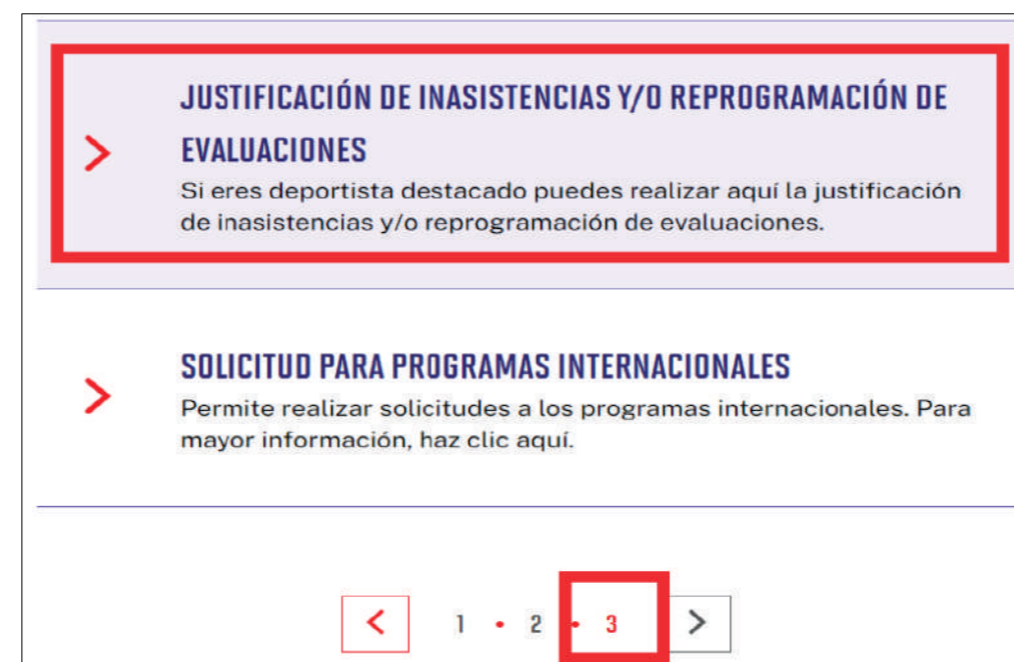 JUSTIFICACIÓN DE INASISTENCIAS Y/O REPROGRAMACIÓN DE
EVALUACIONES
Si eres deportista destacado puedes realizar aquí la justificación
de inasistencias y/o reprogramación de evaluaciones.
SOLICITUD PARA PROGRAMAS INTERNACIONALES
Permite realizar solicitudes a los programas internacionales. Para
mayor información, haz clic aquí.
< 1 • 2 • 3 >